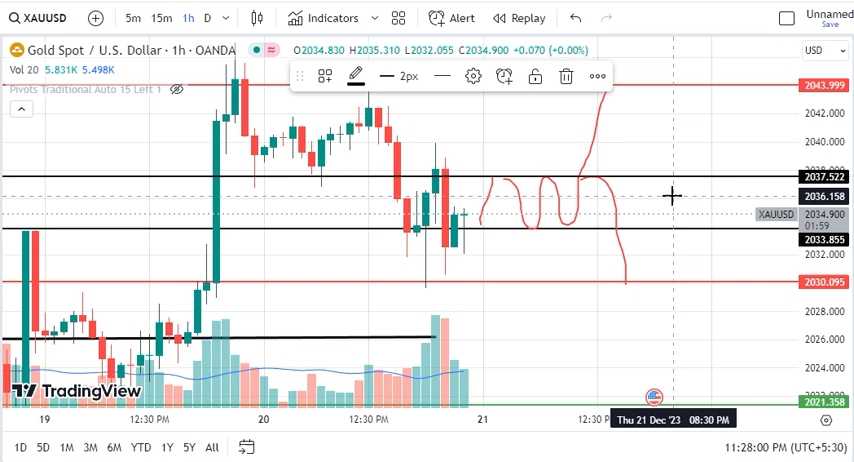 XAUUSD 5m 15m 1h D Indicators Alert Replay Unnamed
Save
Gold Spot / U.S. Dollar · 1h · OANDA O2034.830 H2035.310 L2032.055 C2034.900 +0.070 (+0.00%) USD
Vol 20 5.831K 5.498K
2px
Pivots Traditional Auto 15 Left 1
2043.999
2042.000
2040.000
2037.522
2036.158
XAUUSD 2034.900
01:59
2033.855
2032.000
2030.095
2028.000
2026.000
2024.000
TradingView
2021.358
19 12:30 PM 20 12:30 PM 21 12:30 Thu 21 Dec '23 08:30 PM
1D 5D 1M 3M 6M YTD 1Y 5Y All 11:28:00 PM (UTC+5:30)